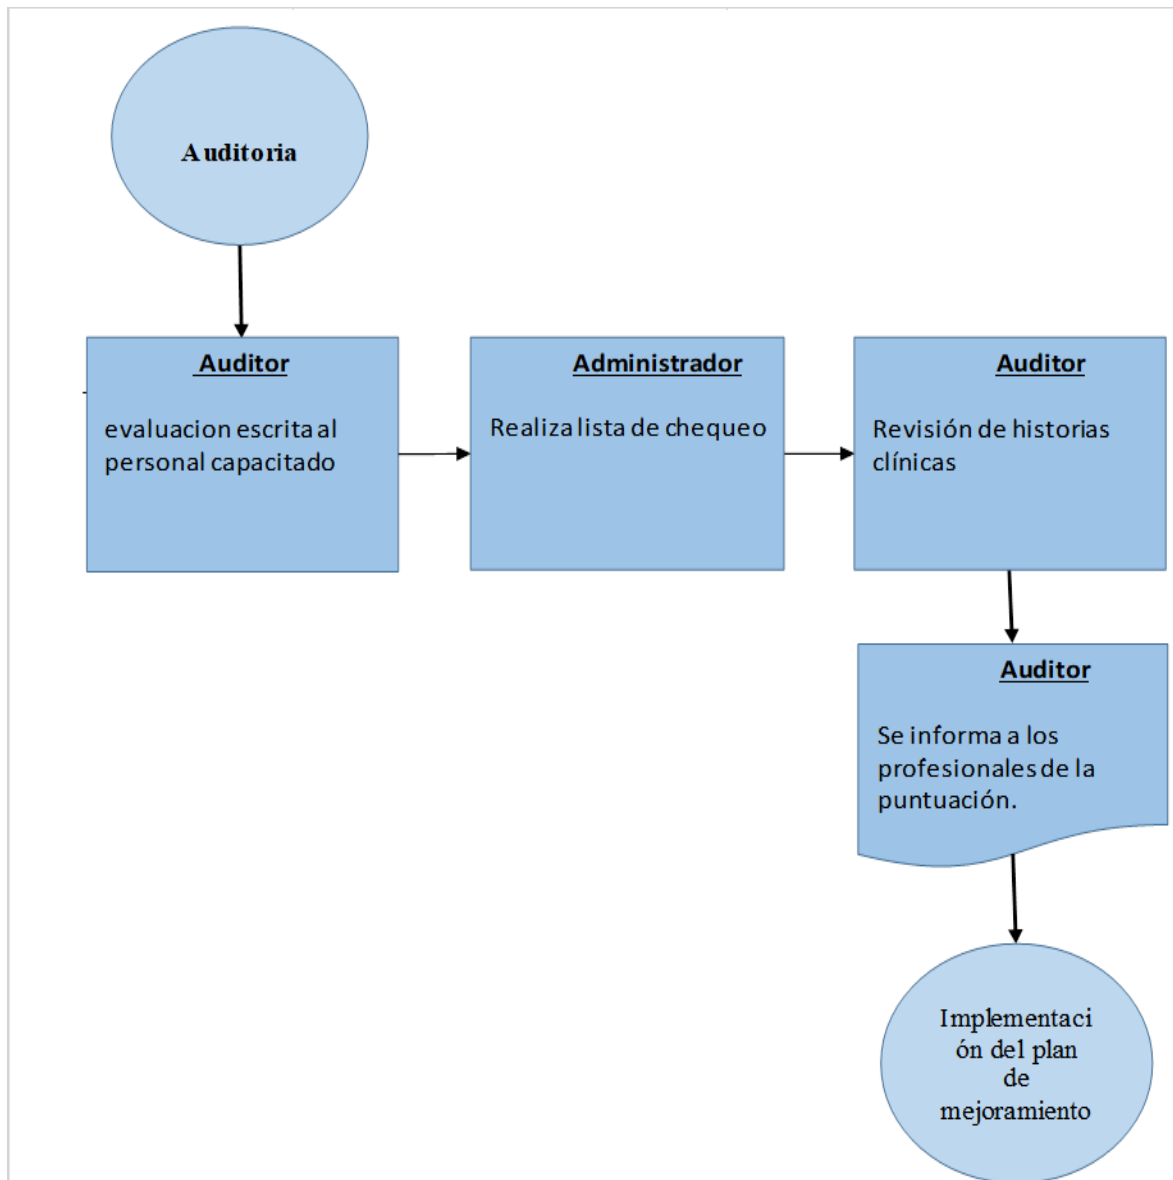 Auditoria
Auditor
evaluacion escrita al
personal capacitado
Administrador
Realiza lista de chequeo
Auditor
Revisión de historias
clínicas
Auditor
Se informa a los
profesionales de la
puntuación.
Implementaci
ón del plan
de
mejoramiento